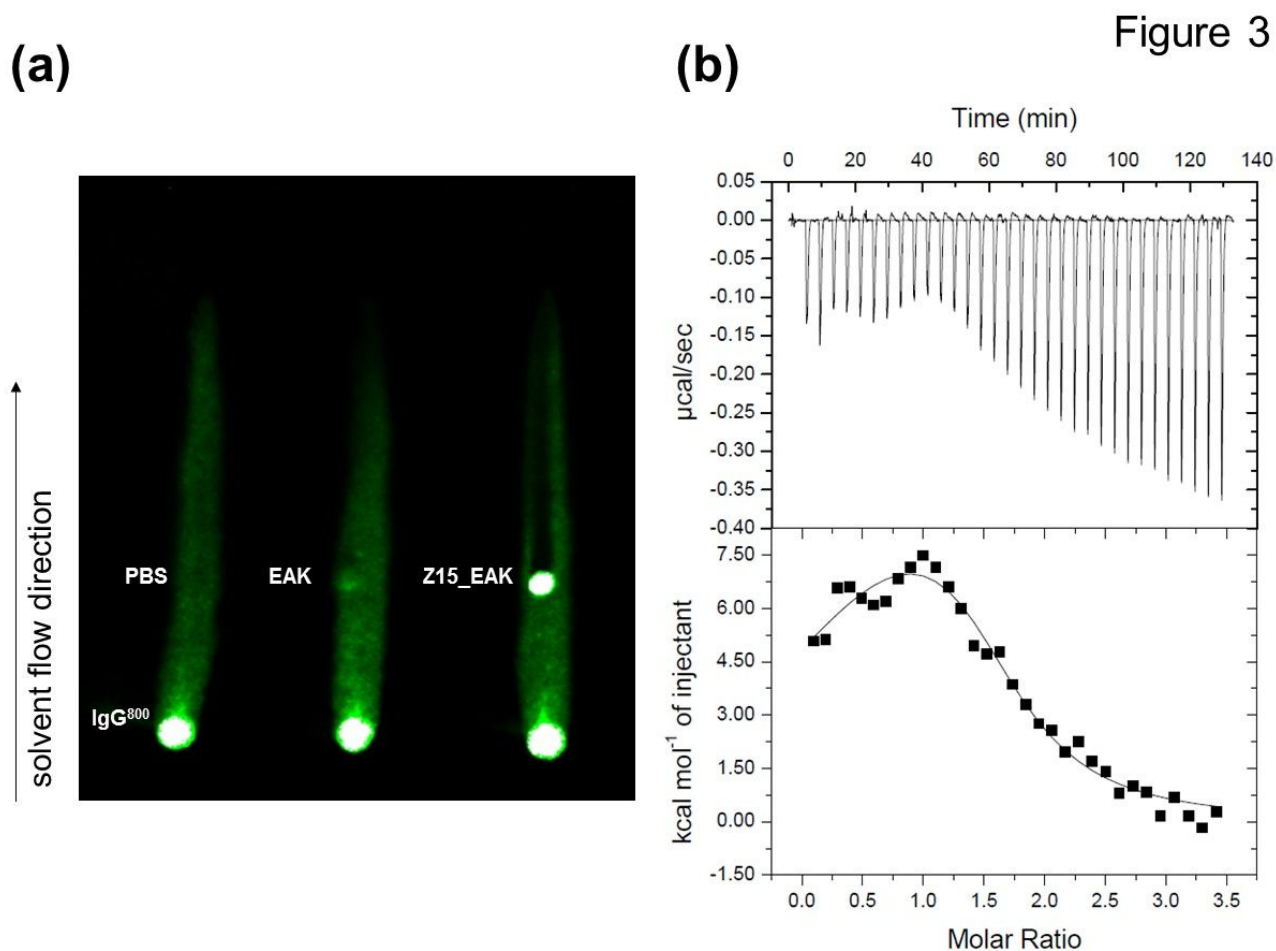 Figure 3
(a)
PBS
EAK
Z15_EAK
IgG800
solvent flow direction
(b)
Time (min)
0 20 40 60 80 100 120 140
0.05
0.00
-0.05
-0.10
-0.15
-0.20
-0.25
-0.30
-0.35
-0.40
µcal/sec
7.50
6.00
4.50
3.00
1.50
0.00
-1.50
kcal mol-1 of injectant
0.0 0.5 1.0 1.5 2.0 2.5 3.0 3.5
Molar Ratio